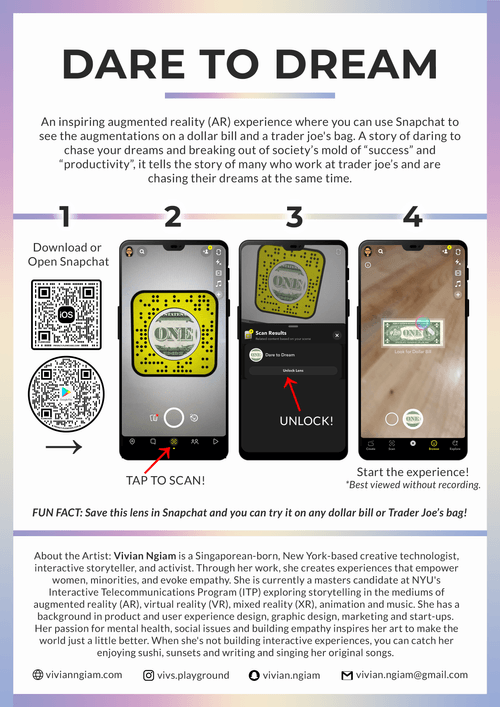 DARE TO DREAM
An inspiring augmented reality (AR) experience where you can use Snapchat to
see the augmentations on a dollar bill and a trader joe's bag. A story of daring to
chase your dreams and breaking out of society's mold of “success” and
“productivity”, it tells the story of many who work at trader joe's and are
chasing their dreams at the same time.
1
2
3
4
Download or
Open Snapchat
iOS
ONE
TAP TO SCAN!
Scan Results
Dare to Dream
Unlock Lens
UNLOCK!
ONE
Look for Dollar Bill
ONE
Start the experience!
*Best viewed without recording.
FUN FACT: Save this lens in Snapchat and you can try it on any dollar bill or Trader Joe's bag!
About the Artist: Vivian Ngiam is a Singaporean-born, New York-based creative technologist,
interactive storyteller, and activist. Through her work, she creates experiences that empower
women, minorities, and evoke empathy. She is currently a masters candidate at NYU's
Interactive Telecommunications Program (ITP) exploring storytelling in the mediums of
augmented reality (AR), virtual reality (VR), mixed reality (XR), animation and music. She has a
background in product and user experience design, graphic design, marketing and start-ups.
Her passion for mental health, social issues and building empathy inspires her art to make the
world just a little better. When she's not building interactive experiences, you can catch her
enjoying sushi, sunsets and writing and singing her original songs.
vivianngiam.com
vivs.playground
vivian.ngiam
vivian.ngiam@gmail.com